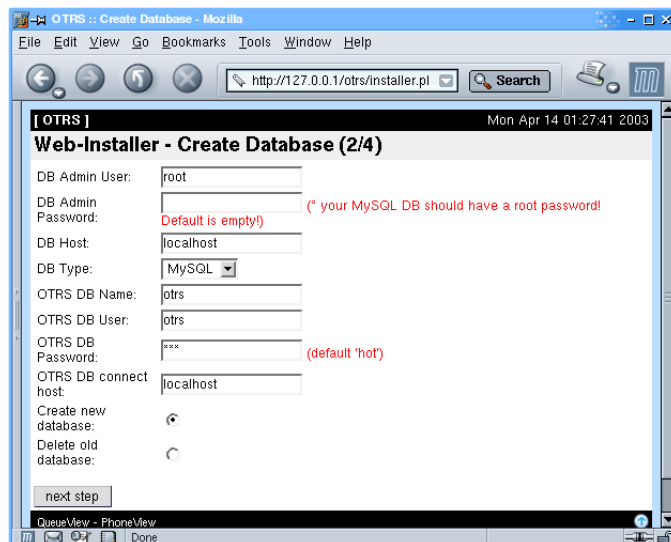 OTRS :: Create Database - Mozilla
File Edit View Go Bookmarks Tools Window Help
http://127.0.0.1/otrs/installer.pl Search
[ OTRS ] Mon Apr 14 01:27:41 2003
Web-Installer - Create Database (2/4)
DB Admin User: root
DB Admin Password: (* your MySQL DB should have a root password! Default is empty!)
DB Host: localhost
DB Type: MySQL
OTRS DB Name: otrs
OTRS DB User: otrs
OTRS DB Password: *** (default 'hot')
OTRS DB connect host: localhost
Create new database:
Delete old database:
next step
QueueView - PhoneView
Done